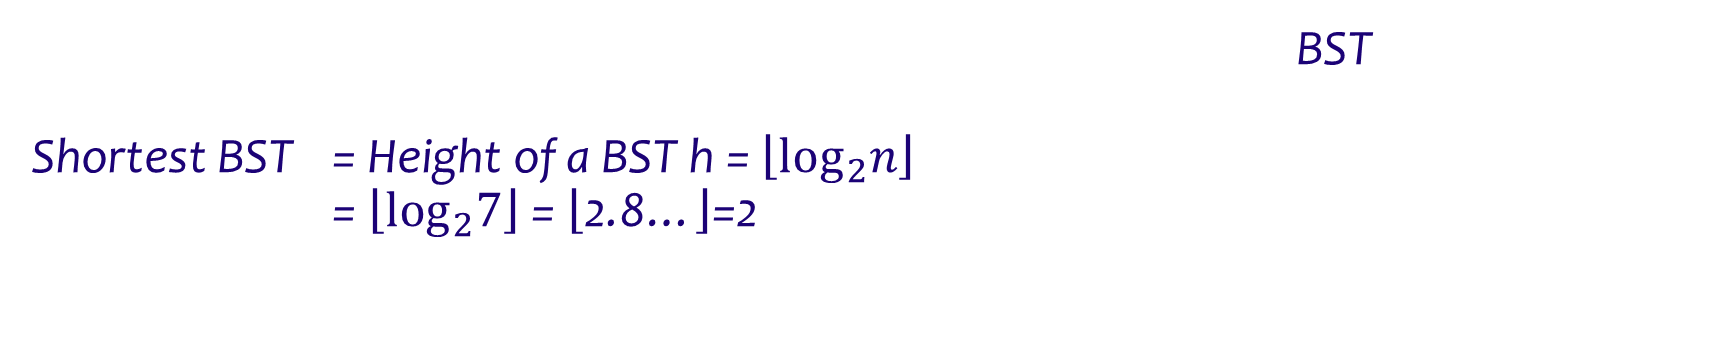 BST
Shortest BST = Height of a BST h = ⌊log₂n⌋
= ⌊log₂7⌋ = ⌊2.8… ⌋=2